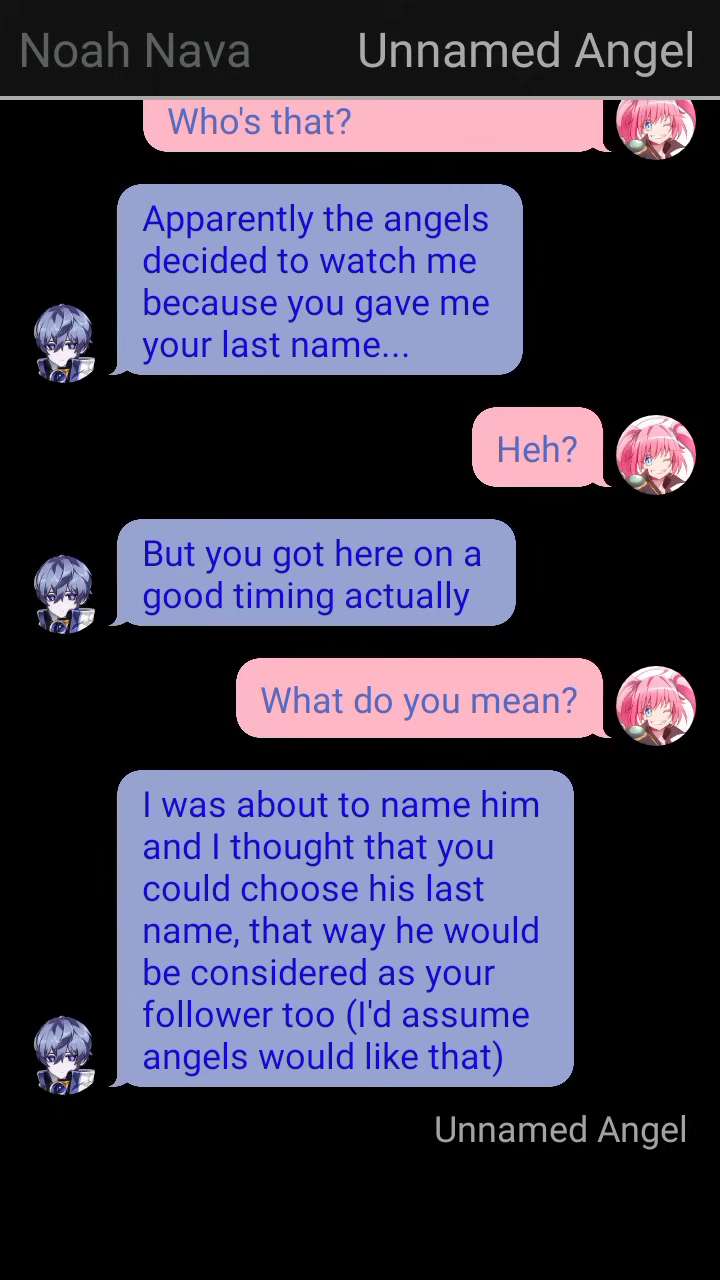 Noah Nava
Unnamed Angel
Who's that?
Apparently the angels
decided to watch me
because you gave me
your last name...
Heh?
But you got here on a
good timing actually
What do you mean?
I was about to name him
and I thought that you
could choose his last
name, that way he would
be considered as your
follower too (I'd assume
angels would like that)
Unnamed Angel